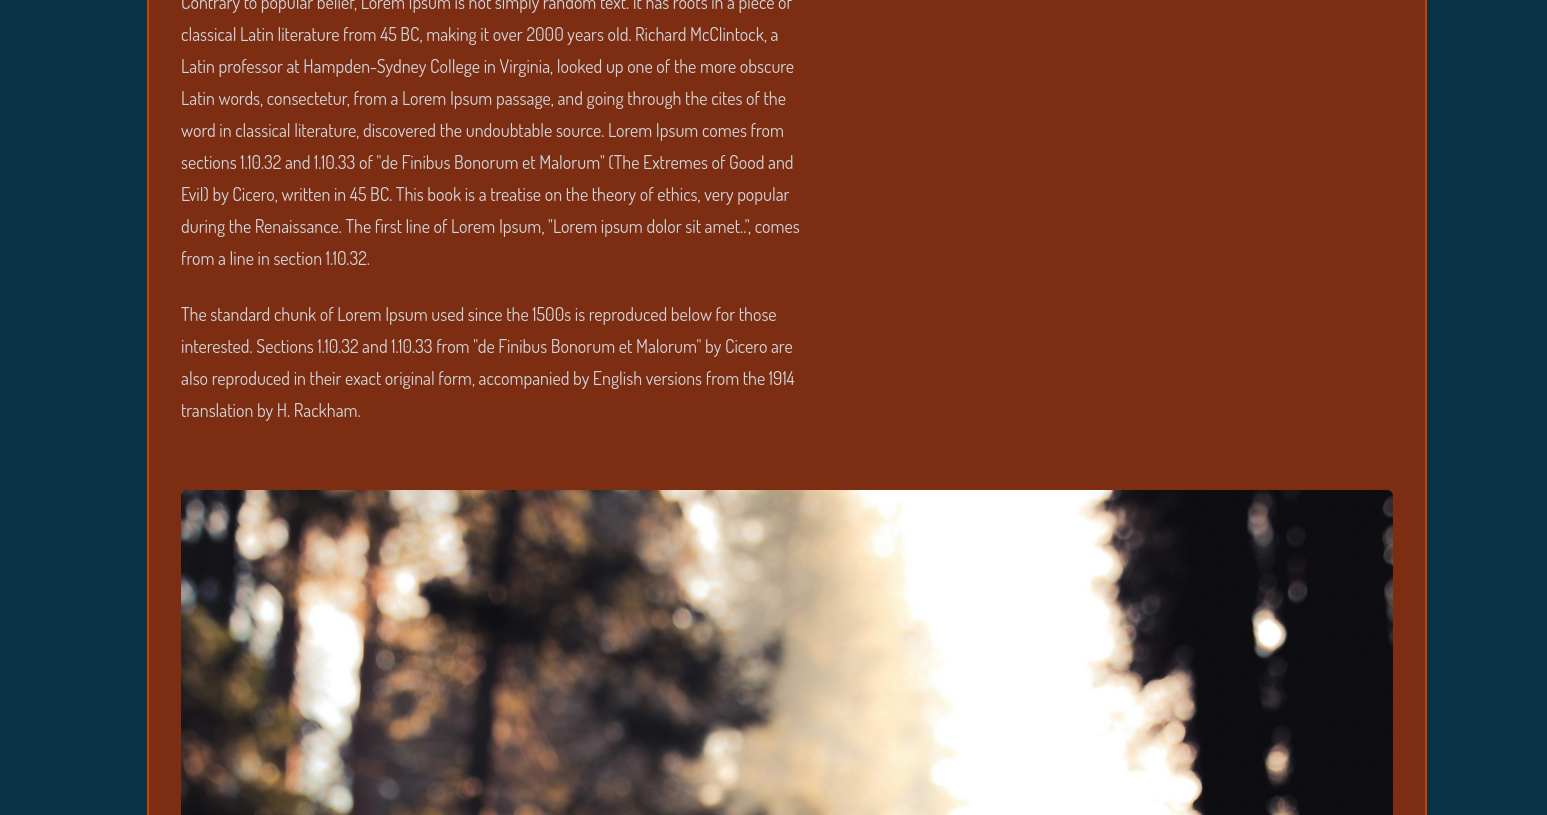 Contrary to popular belief, Lorem Ipsum is not simply random text. It has roots in a piece of
classical Latin literature from 45 BC, making it over 2000 years old. Richard McClintock, a
Latin professor at Hampden-Sydney College in Virginia, looked up one of the more obscure
Latin words, consectetur, from a Lorem Ipsum passage, and going through the cites of the
word in classical literature, discovered the undoubtable source. Lorem Ipsum comes from
sections 1.10.32 and 1.10.33 of "de Finibus Bonorum et Malorum" (The Extremes of Good and
Evil) by Cicero, written in 45 BC. This book is a treatise on the theory of ethics, very popular
during the Renaissance. The first line of Lorem Ipsum, "Lorem ipsum dolor sit amet..", comes
from a line in section 1.10.32.
The standard chunk of Lorem Ipsum used since the 1500s is reproduced below for those
interested. Sections 1.10.32 and 1.10.33 from "de Finibus Bonorum et Malorum" by Cicero are
also reproduced in their exact original form, accompanied by English versions from the 1914
translation by H. Rackham.